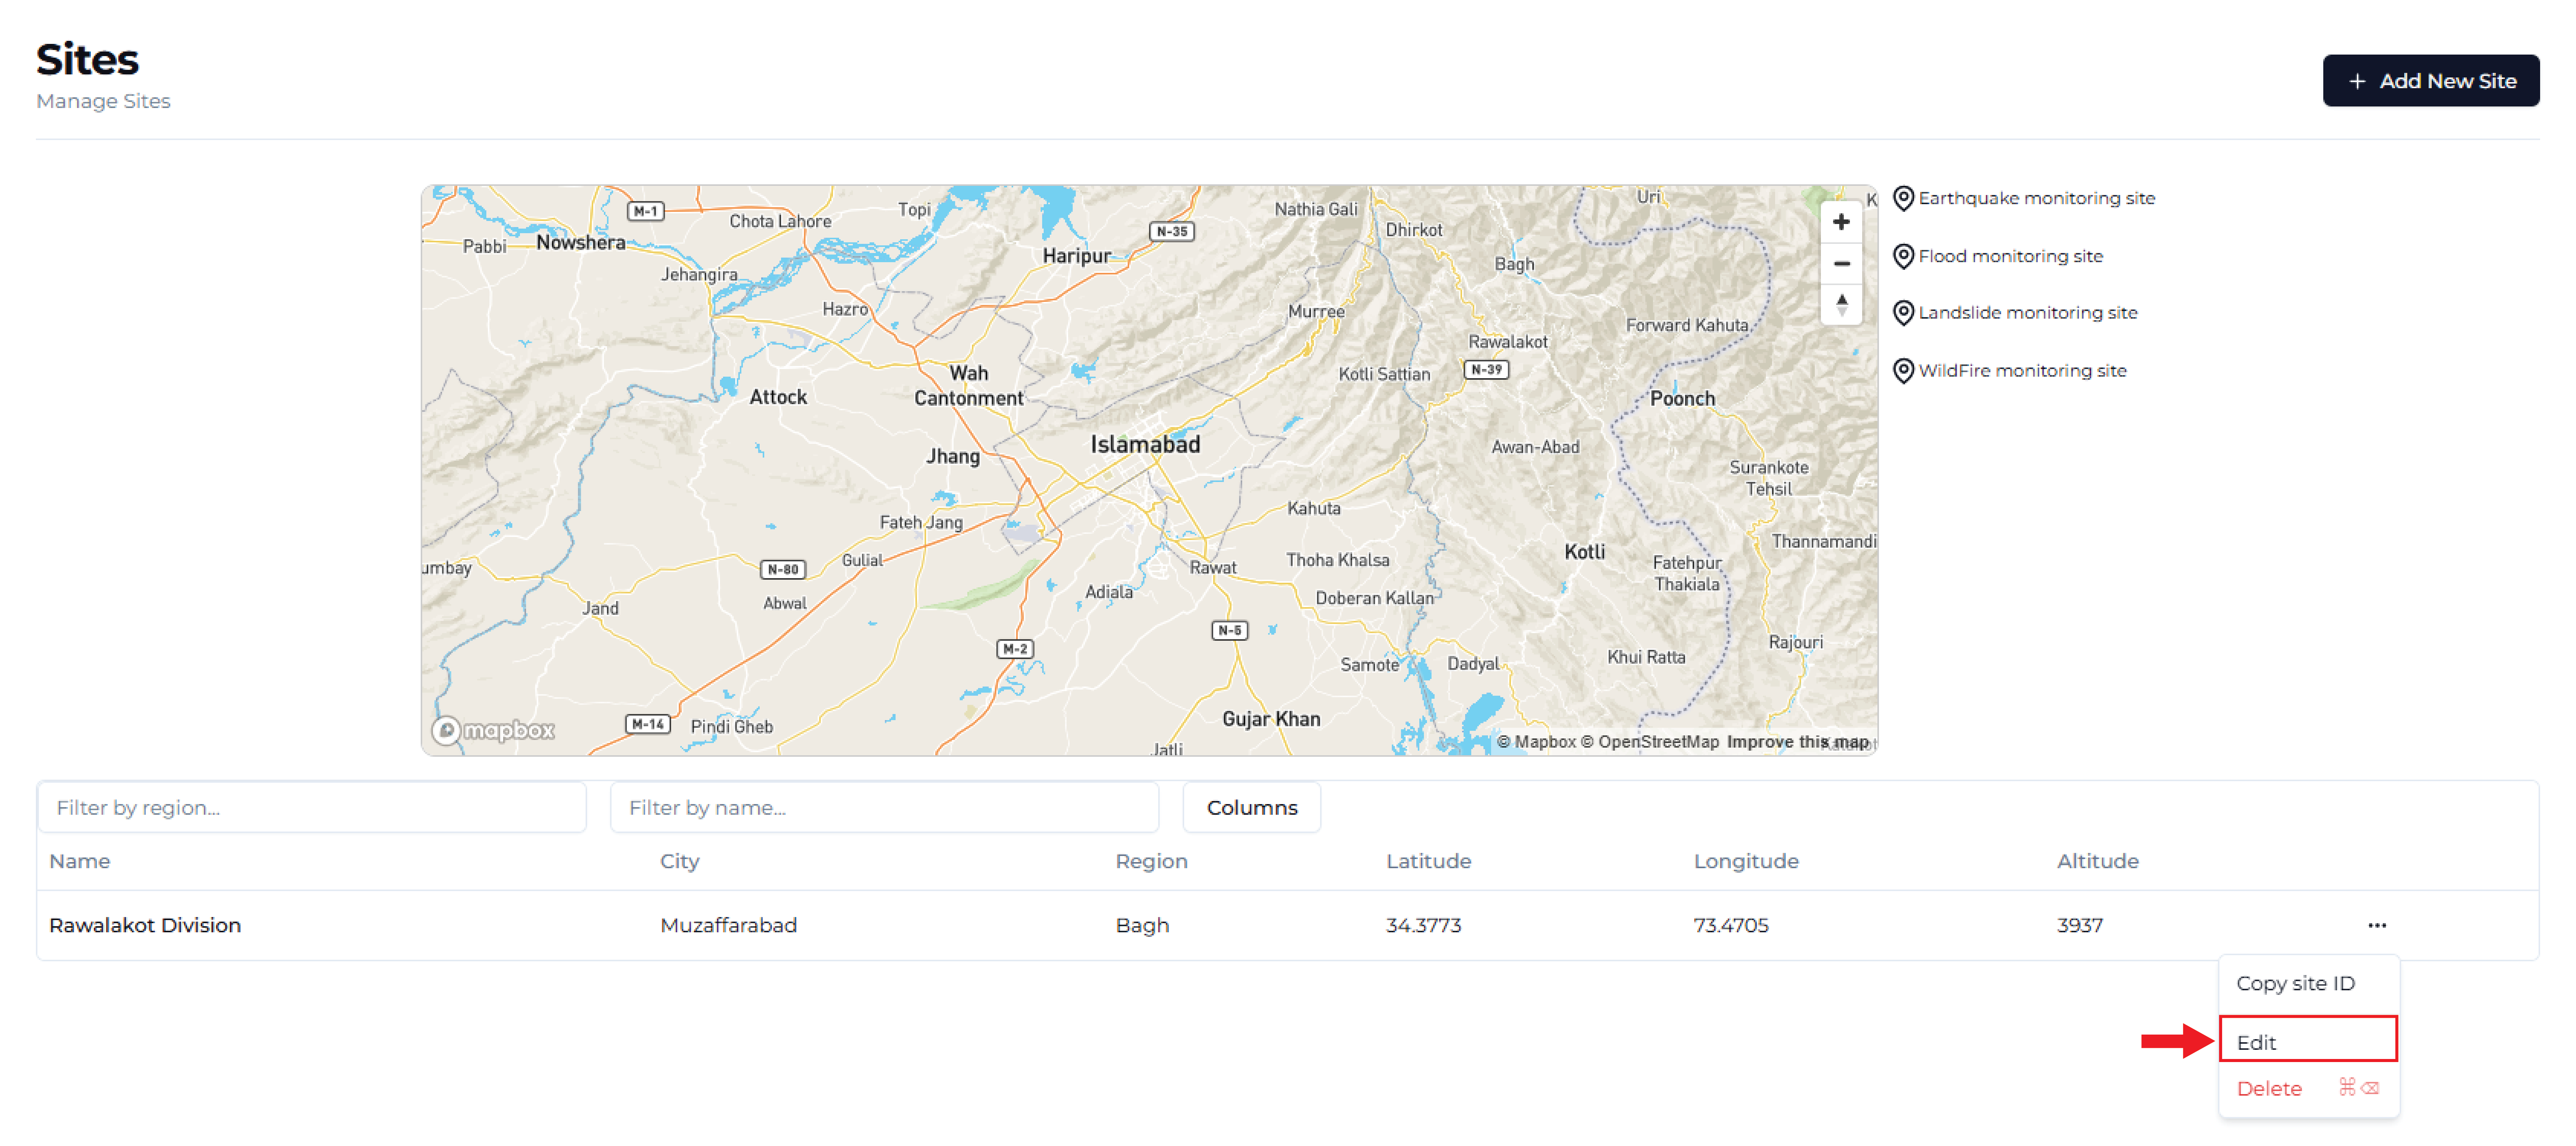 Sites
Manage Sites
+ Add New Site
Earthquake monitoring site
Flood monitoring site
Landslide monitoring site
WildFire monitoring site
M-1
Chota Lahore
Topi
Nathia Gali
Uri
K
Pabbi
Nowshera
N-35
Dhirkot
Haripur
Bagh
Jehangira
Hazro
Murree
Forward Kahuta
Rawalakot
Wah
Cantonment
Kotli Sattian
N-39
Attock
Poonch
Islamabad
Awan-Abad
Jhang
Surankote
Tehsil
Kahuta
Fateh Jang
Thannamandi
Gulial
Thoha Khalsa
Kotli
Fatehpur
Thakiala
umbay
N-80
Rawat
Adiala
Doberan Kallan
Jand
Abwal
N-5
Rajouri
M-2
Samote
Dadyal
Khui Ratta
M-14
Pindi Gheb
Gujar Khan
mapbox
Jatli
© Mapbox © OpenStreetMap Improve this map
Filter by region...
Filter by name...
Columns
Name City Region Latitude Longitude Altitude
Rawalakot Division Muzaffarabad Bagh 34.3773 73.4705 3937 ...
Copy site ID
Edit
Delete ⌘⌫